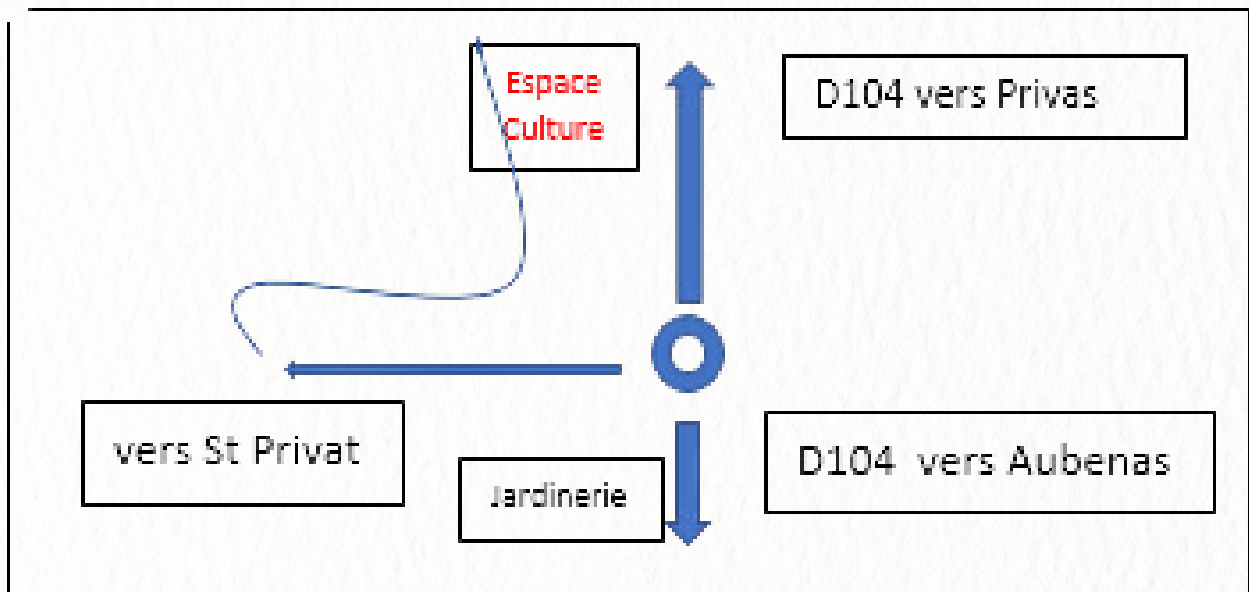 Espace
Culture
D104 vers Privas
vers St Privat
Jardinerie
D104 vers Aubenas